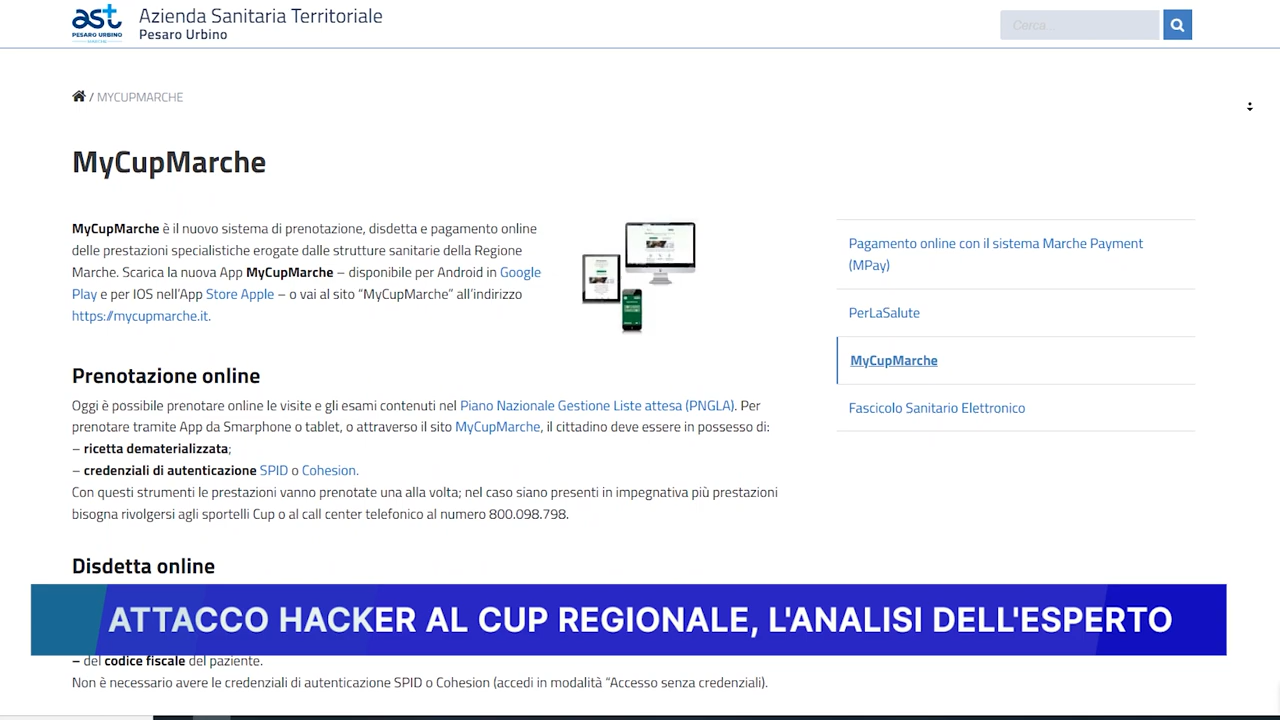 ast
PESARO URBINO
Azienda Sanitaria Territoriale
Pesaro Urbino
Cerca...
/ MYCUPMARCHE
MyCupMarche
MyCupMarche è il nuovo sistema di prenotazione, disdetta e pagamento online
delle prestazioni specialistiche erogate dalle strutture sanitarie della Regione
Marche. Scarica la nuova App MyCupMarche – disponibile per Android in Google
Play e per IOS nell’App Store Apple – o vai al sito “MyCupMarche” all’indirizzo
https://mycupmarche.it.
Pagamento online con il sistema Marche Payment
(MPay)
PerLaSalute
MyCupMarche
Fascicolo Sanitario Elettronico
Prenotazione online
Oggi è possibile prenotare online le visite e gli esami contenuti nel Piano Nazionale Gestione Liste attesa (PNGLA). Per
prenotare tramite App da Smarphone o tablet, o attraverso il sito MyCupMarche, il cittadino deve essere in possesso di:
– ricetta dematerializzata;
– credenziali di autenticazione SPID o Cohesion.
Con questi strumenti le prestazioni vanno prenotate una alla volta; nel caso siano presenti in impegnativa più prestazioni
bisogna rivolgersi agli sportelli Cup o al call center telefonico al numero 800.098.798.
Disdetta online
ATTACCO HACKER AL CUP REGIONALE, L'ANALISI DELL'ESPERTO
– del codice fiscale del paziente.
Non è necessario avere le credenziali di autenticazione SPID o Cohesion (accedi in modalità “Accesso senza credenziali).